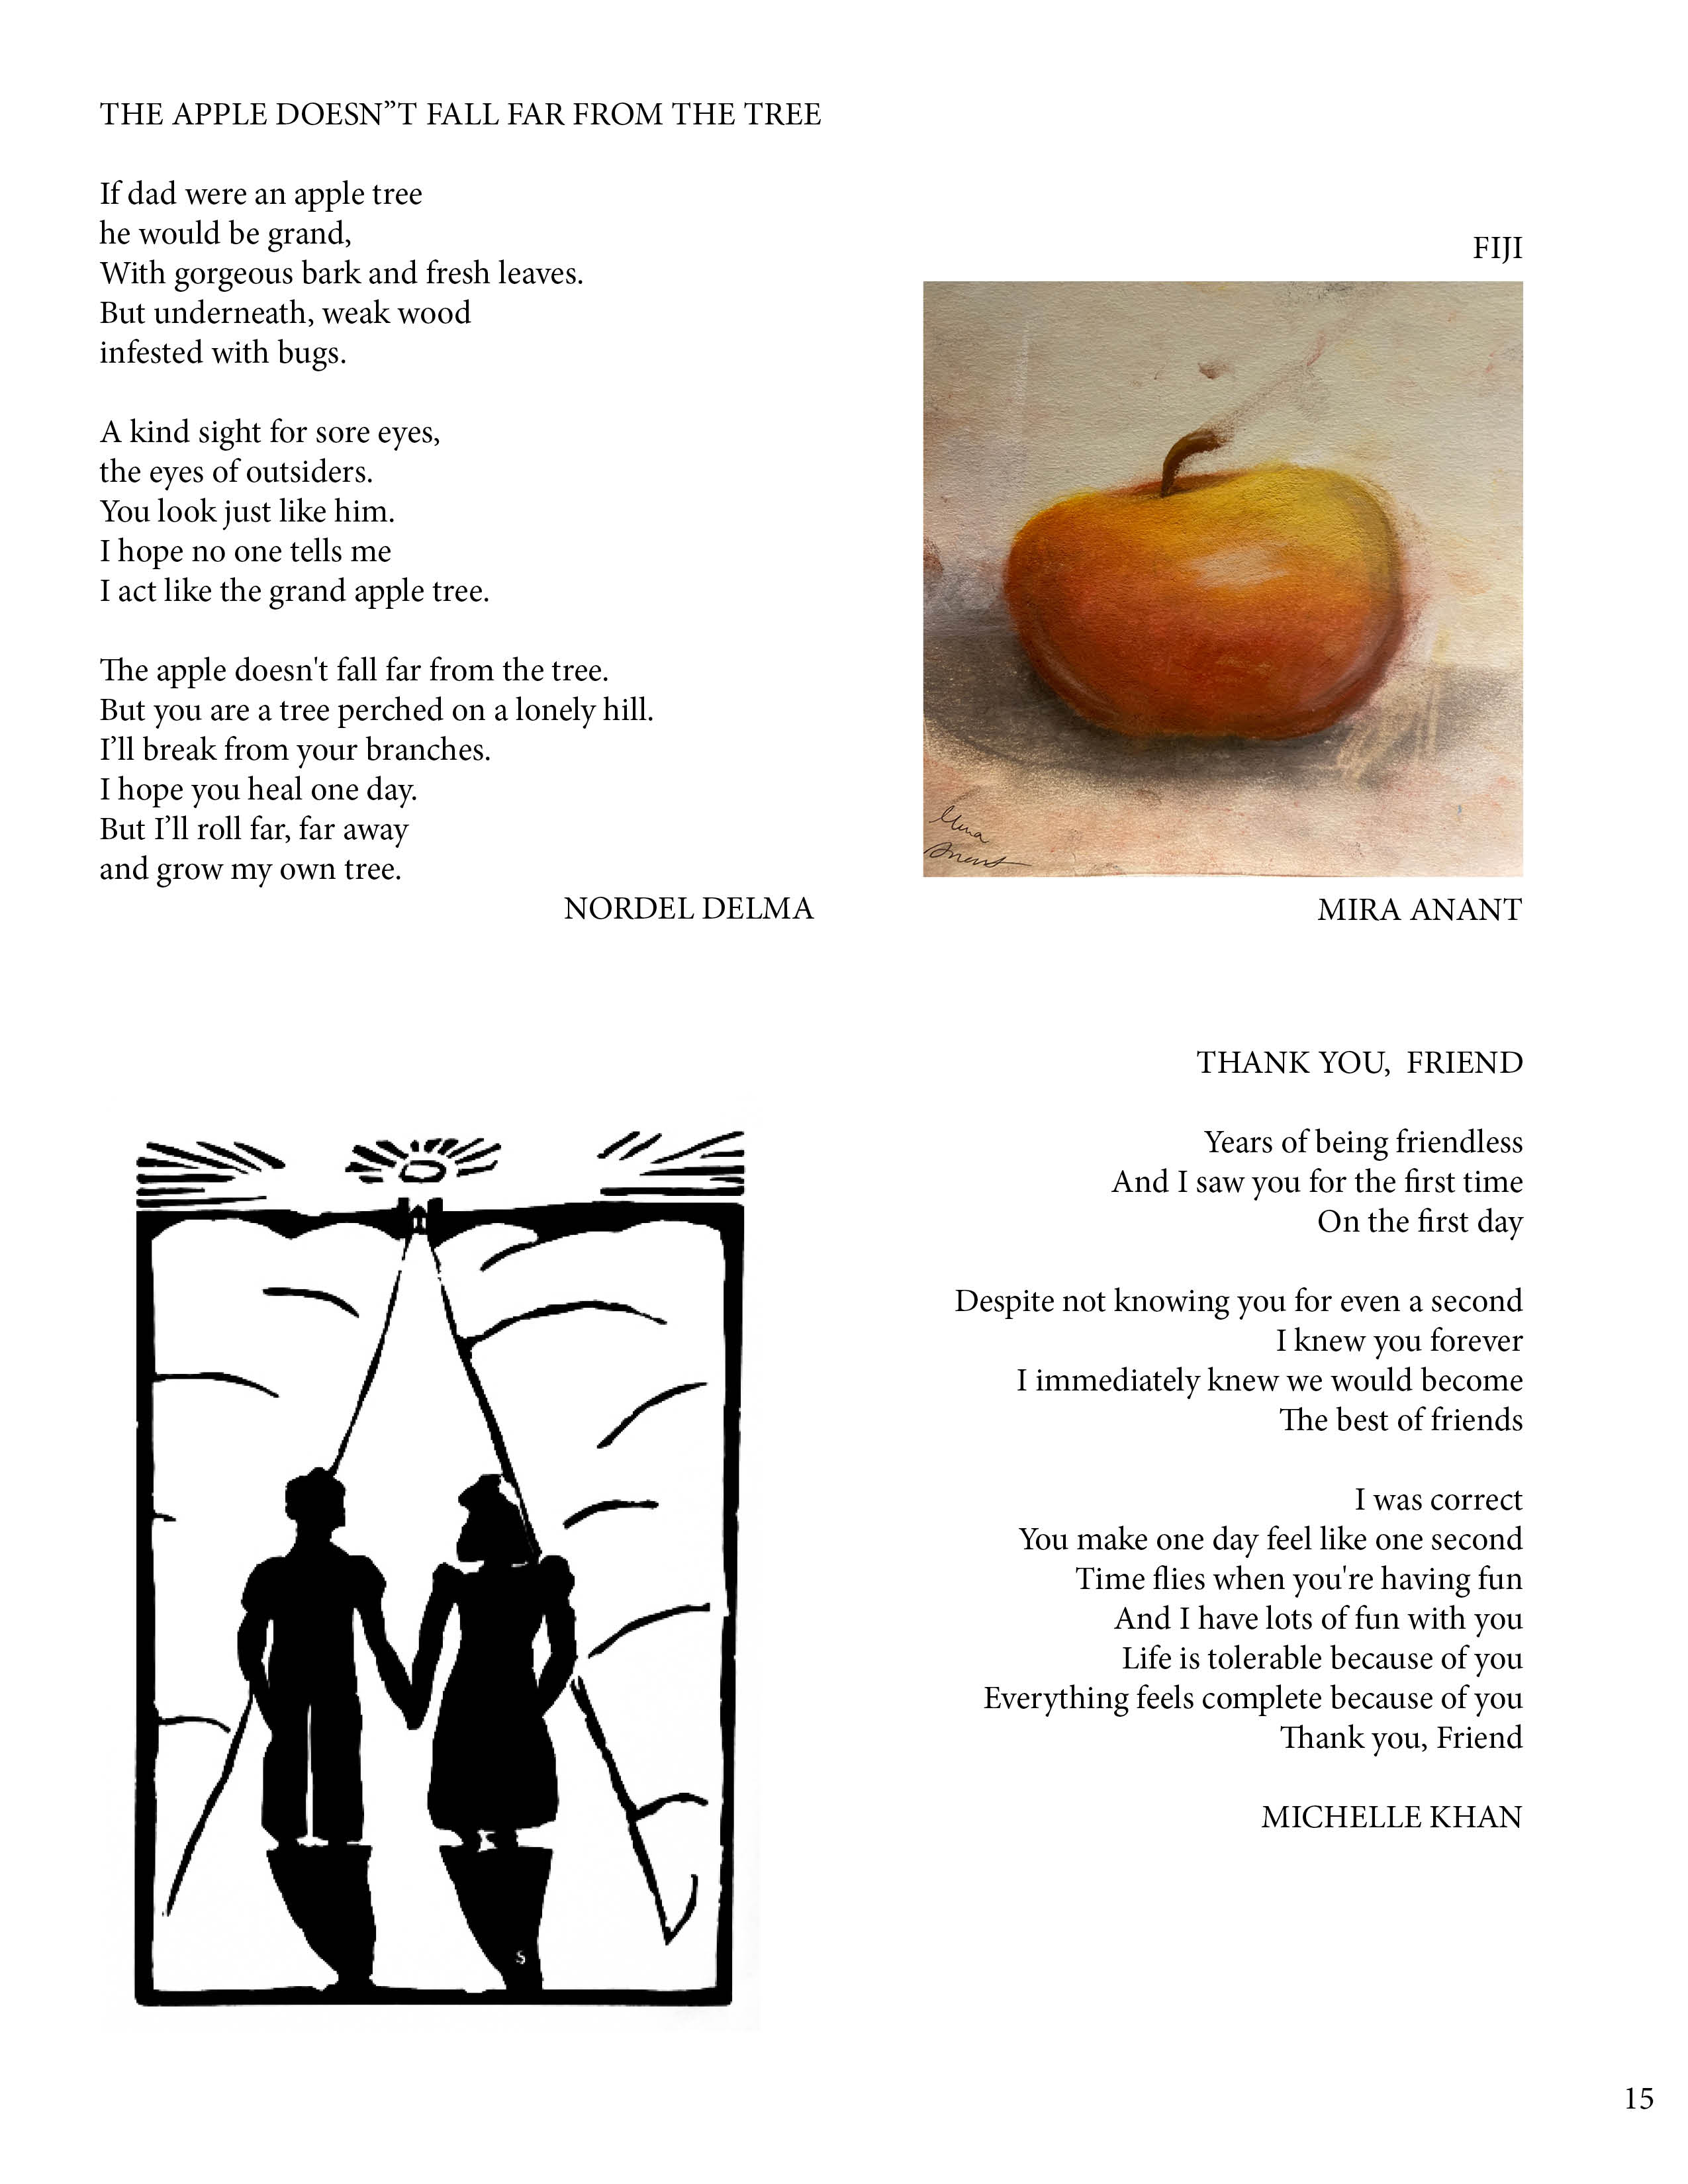 THE APPLE DOESN”T FALL FAR FROM THE TREE
If dad were an apple tree
he would be grand,
With gorgeous bark and fresh leaves.
But underneath, weak wood
infested with bugs.
A kind sight for sore eyes,
the eyes of outsiders.
You look just like him.
I hope no one tells me
I act like the grand apple tree.
The apple doesn't fall far from the tree.
But you are a tree perched on a lonely hill.
I’ll break from your branches.
I hope you heal one day.
But I’ll roll far, far away
and grow my own tree.
NORDEL DELMA
FIJI
Mira
Anant
MIRA ANANT
THANK YOU,  FRIEND
Years of being friendless
And I saw you for the first time
On the first day
Despite not knowing you for even a second
I knew you forever
I immediately knew we would become
The best of friends
I was correct
You make one day feel like one second
Time flies when you're having fun
And I have lots of fun with you
Life is tolerable because of you
Everything feels complete because of you
Thank you, Friend
MICHELLE KHAN
S
15